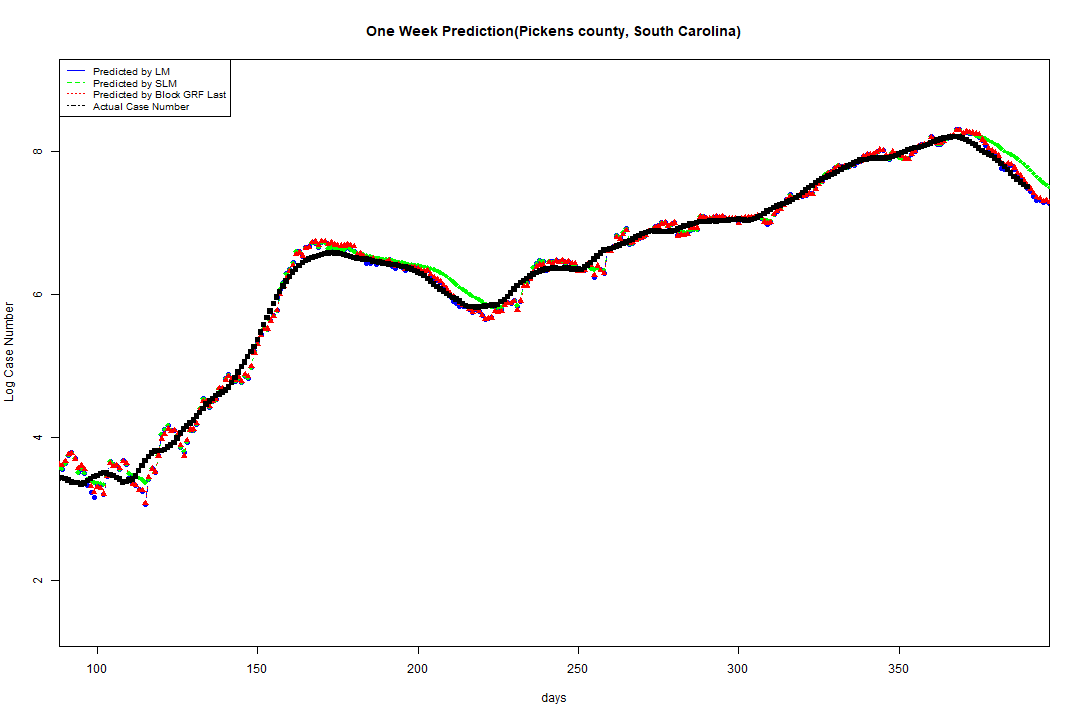 One Week Prediction(Pickens county, South Carolina)
Predicted by LM
Predicted by SLM
Predicted by Block GRF Last
Actual Case Number
8
6
4
2
Log Case Number
100 150 200 250 300 350
days